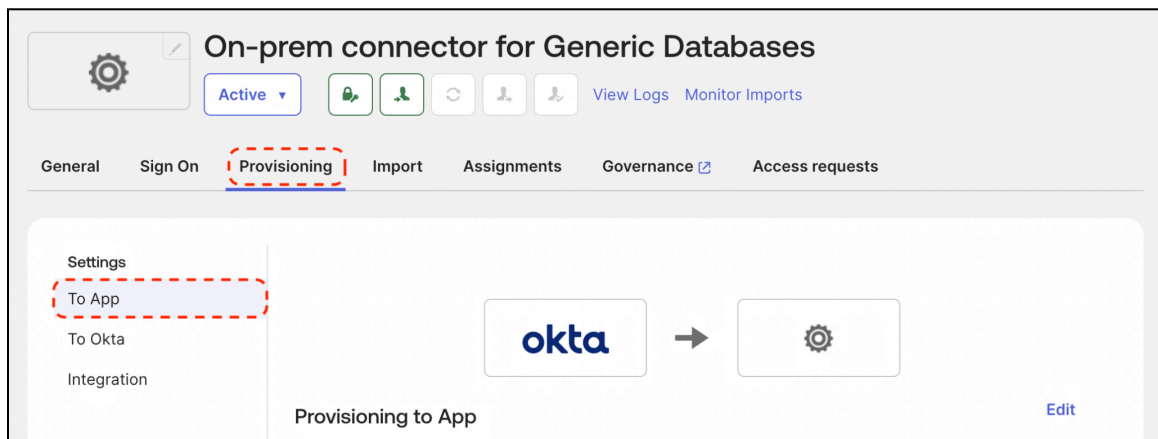 On-prem connector for Generic Databases
Active View Logs Monitor Imports
General Sign On Provisioning Import Assignments Governance Access requests
Settings
To App
To Okta
Integration
okta
Provisioning to App Edit